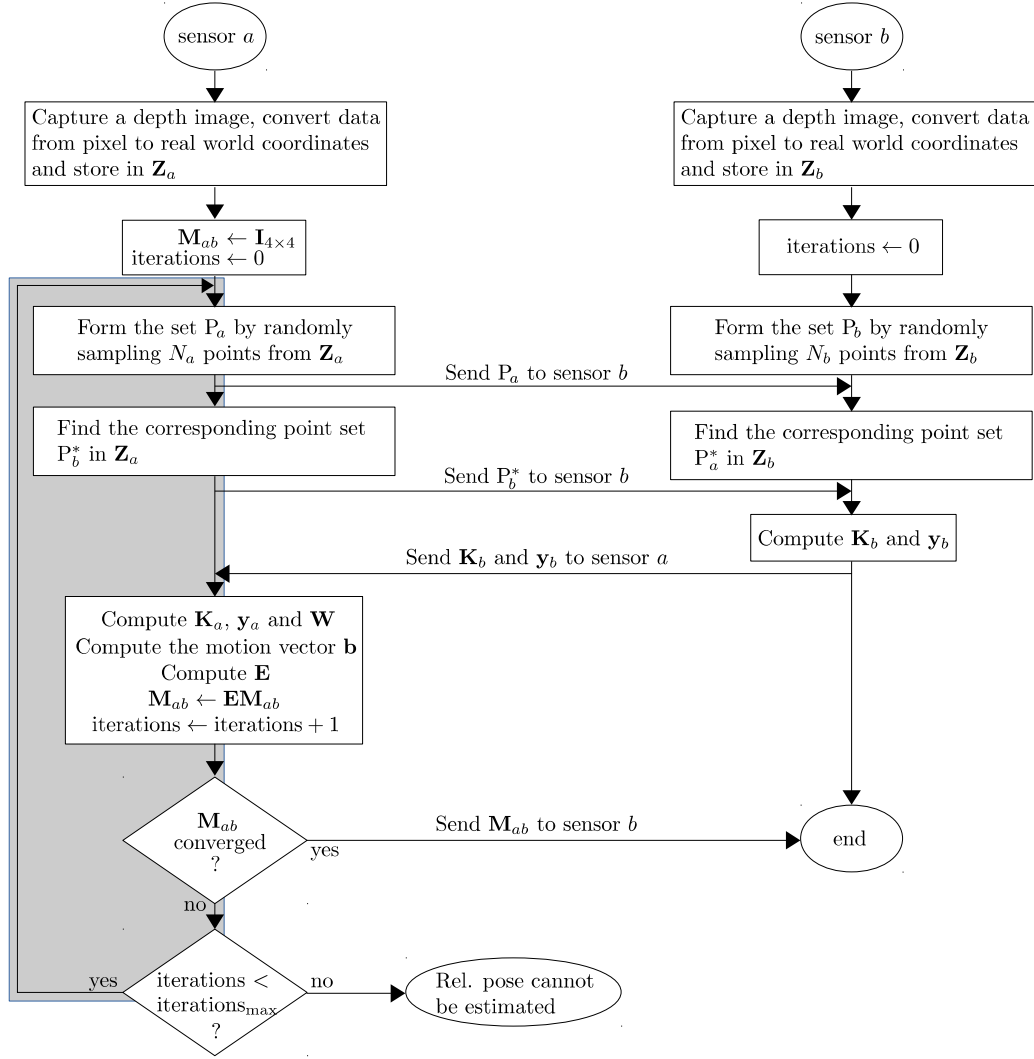 sensor a
sensor b
Capture a depth image, convert data
from pixel to real world coordinates
and store in Z_a
Capture a depth image, convert data
from pixel to real world coordinates
and store in Z_b
M_ab ← I_4×4
iterations ← 0
iterations ← 0
Form the set P_a by randomly
sampling N_a points from Z_a
Form the set P_b by randomly
sampling N_b points from Z_b
Send P_a to sensor b
Find the corresponding point set
P_b^* in Z_a
Find the corresponding point set
P_a^* in Z_b
Send P_b^* to sensor b
Compute K_b and y_b
Send K_b and y_b to sensor a
Compute K_a, y_a and W
Compute the motion vector b
Compute E
M_ab ← EM_ab
iterations ← iterations + 1
M_ab
converged
?
yes
Send M_ab to sensor b
end
no
iterations <
iterations_max
?
yes
no
Rel. pose cannot
be estimated